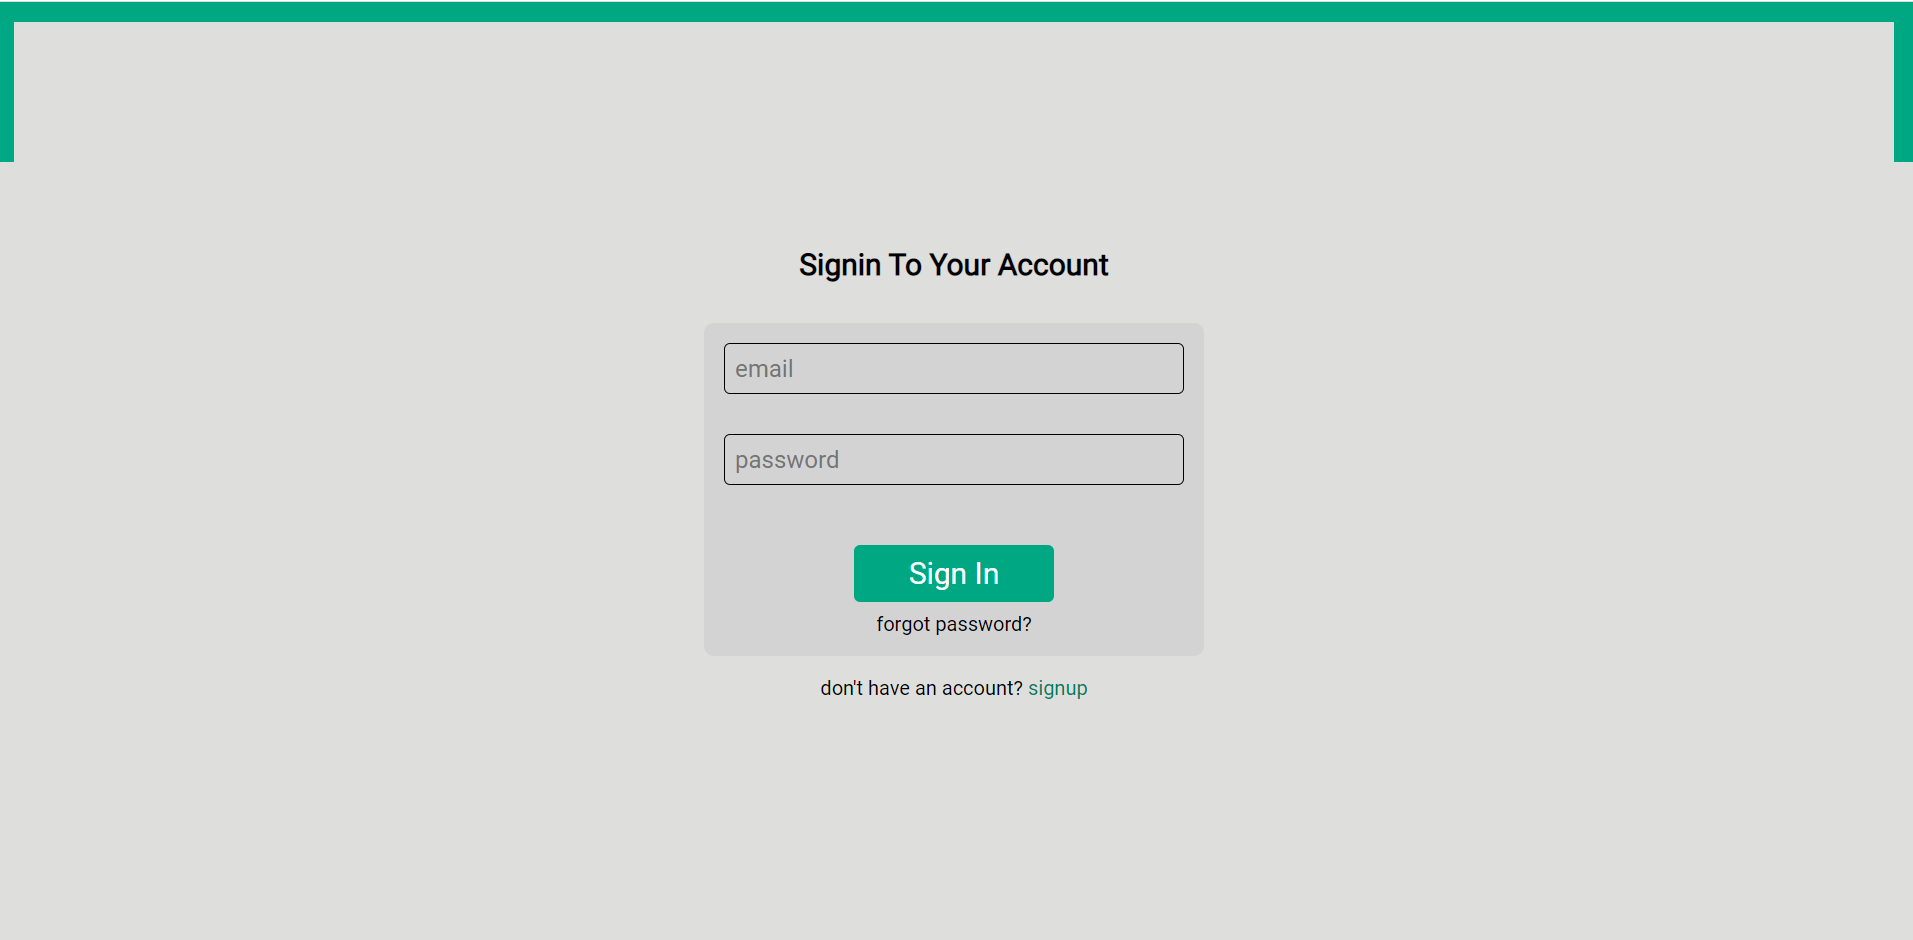 Signin To Your Account
email
password
Sign In
forgot password?
don't have an account? signup